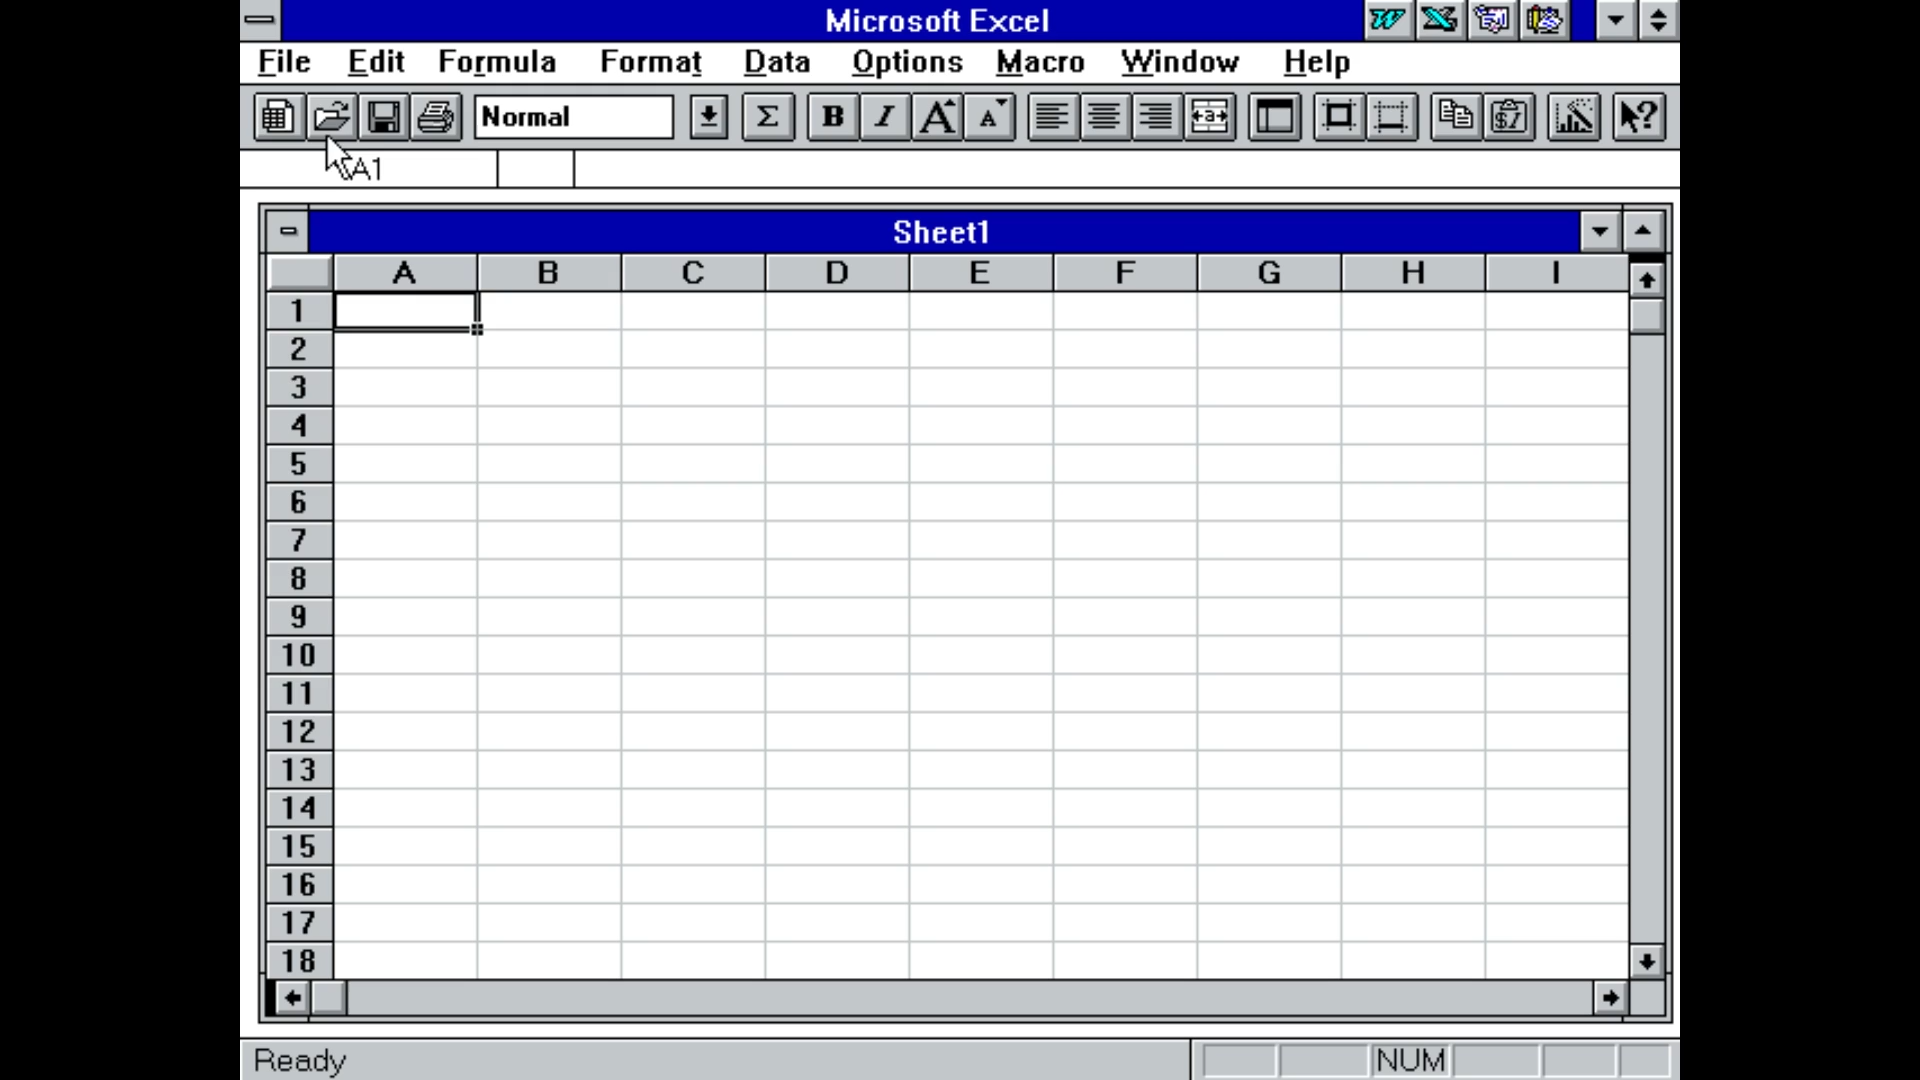 Microsoft Excel
File Edit Formula Format Data Options Macro Window Help
Normal Σ B I A A a $7 ?
A1
Sheet1
A B C D E F G H I
1
2
3
4
5
6
7
8
9
10
11
12
13
14
15
16
17
18
Ready NUM